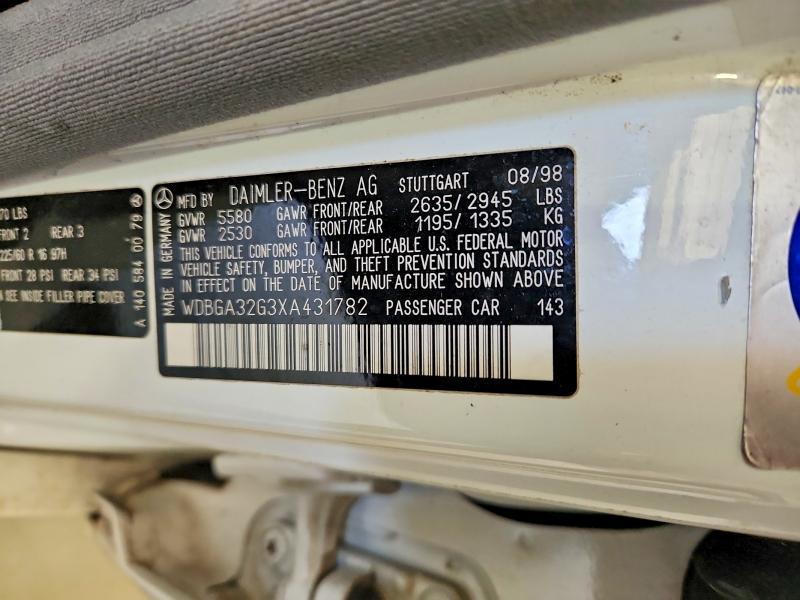 MFD BY DAIMLER-BENZ AG STUTTGART 08/98
GVWR 5580 GAWR FRONT/REAR 2635/2945 LBS
GVWR 2530 GAWR FRONT/REAR 1195/1335 KG
THIS VEHICLE CONFORMS TO ALL APPLICABLE U.S. FEDERAL MOTOR
VEHICLE SAFETY, BUMPER, AND THEFT PREVENTION STANDARDS
IN EFFECT ON THE DATE OF MANUFACTURE SHOWN ABOVE
WDBGA32G3XA431782 PASSENGER CAR 143
MADE IN GERMANY
70 LBS
FRONT 2 REAR 3
225/60 R 16 97H
FRONT 28 PSI REAR 34 PSI
SEE INSIDE FILLER PIPE COVER
A 140 584 00 79